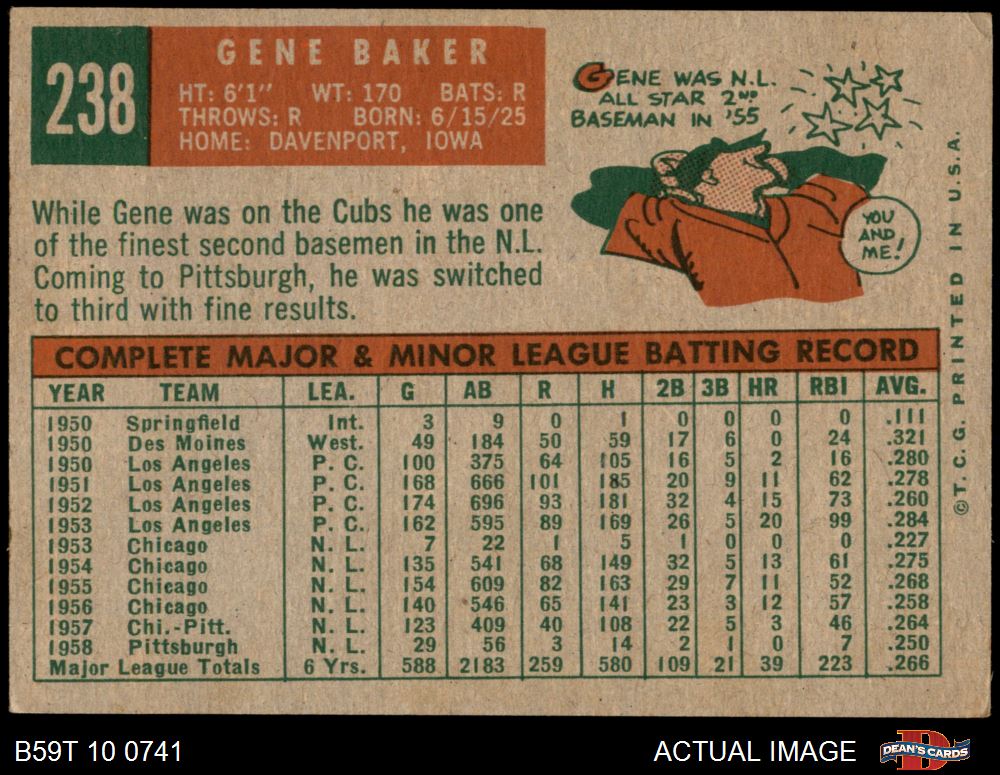 238
GENE BAKER
HT: 6'1" WT: 170 BATS: R
THROWS: R BORN: 6/15/25
HOME: DAVENPORT, IOWA
GENE WAS N.L.
ALL STAR 2ND
BASEMAN IN '55
YOU
AND
ME!
While Gene was on the Cubs he was one
of the finest second basemen in the N.L.
Coming to Pittsburgh, he was switched
to third with fine results.
COMPLETE MAJOR & MINOR LEAGUE BATTING RECORD
YEAR TEAM LEA. G AB R H 2B 3B HR RBI AVG.
1950 Springfield Int. 3 9 0 1 0 0 0 0 .111
1950 Des Moines West. 49 184 50 59 17 6 0 24 .321
1950 Los Angeles P. C. 100 375 64 105 16 5 2 16 .280
1951 Los Angeles P. C. 168 666 101 185 20 9 11 62 .278
1952 Los Angeles P. C. 174 696 93 181 32 4 15 73 .260
1953 Los Angeles P. C. 162 595 89 169 26 5 20 99 .284
1953 Chicago N. L. 7 22 1 5 1 0 0 0 .227
1954 Chicago N. L. 135 541 68 149 32 5 13 61 .275
1955 Chicago N. L. 154 609 82 163 29 7 11 52 .268
1956 Chicago N. L. 140 546 65 141 23 3 12 57 .258
1957 Chi.-Pitt. N. L. 123 409 40 108 22 5 3 46 .264
1958 Pittsburgh N. L. 29 56 3 14 2 1 0 7 .250
Major League Totals 6 Yrs. 588 2183 259 580 109 21 39 223 .266
©T. C. G. PRINTED IN U.S.A.
B59T 10 0741
ACTUAL IMAGE
DEAN'S CARDS